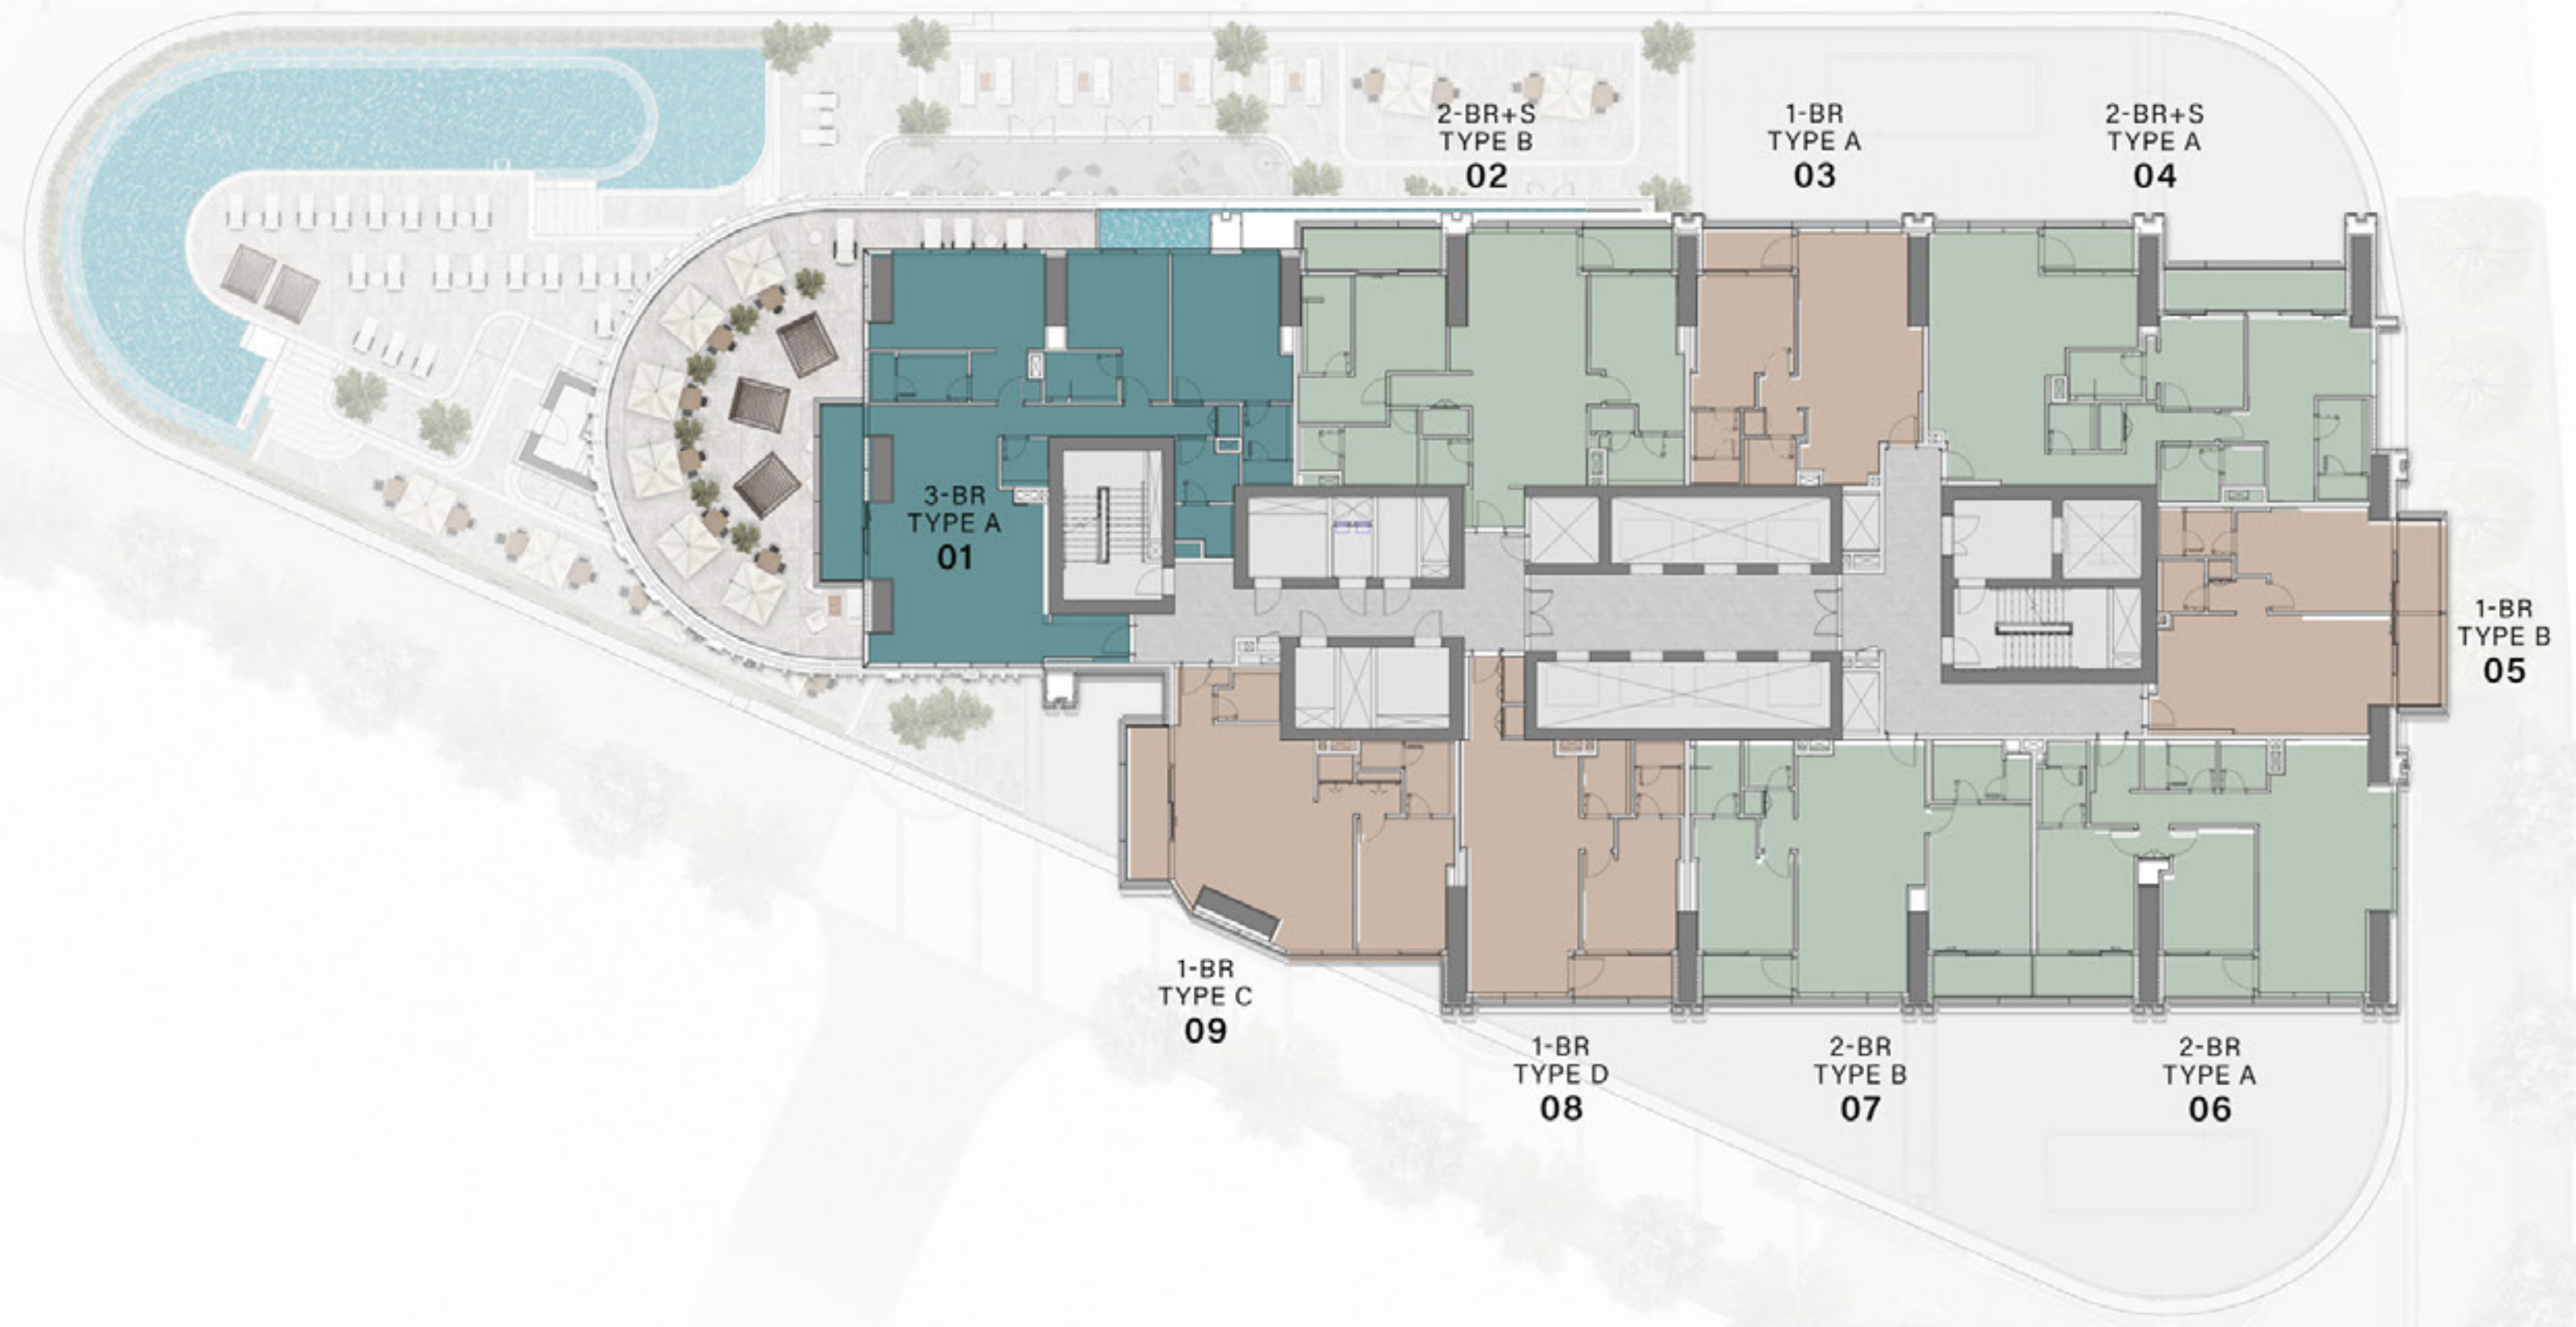 2-BR+S
TYPE B
02
1-BR
TYPE A
03
2-BR+S
TYPE A
04
3-BR
TYPE A
01
1-BR
TYPE B
05
1-BR
TYPE C
09
1-BR
TYPE D
08
2-BR
TYPE B
07
2-BR
TYPE A
06